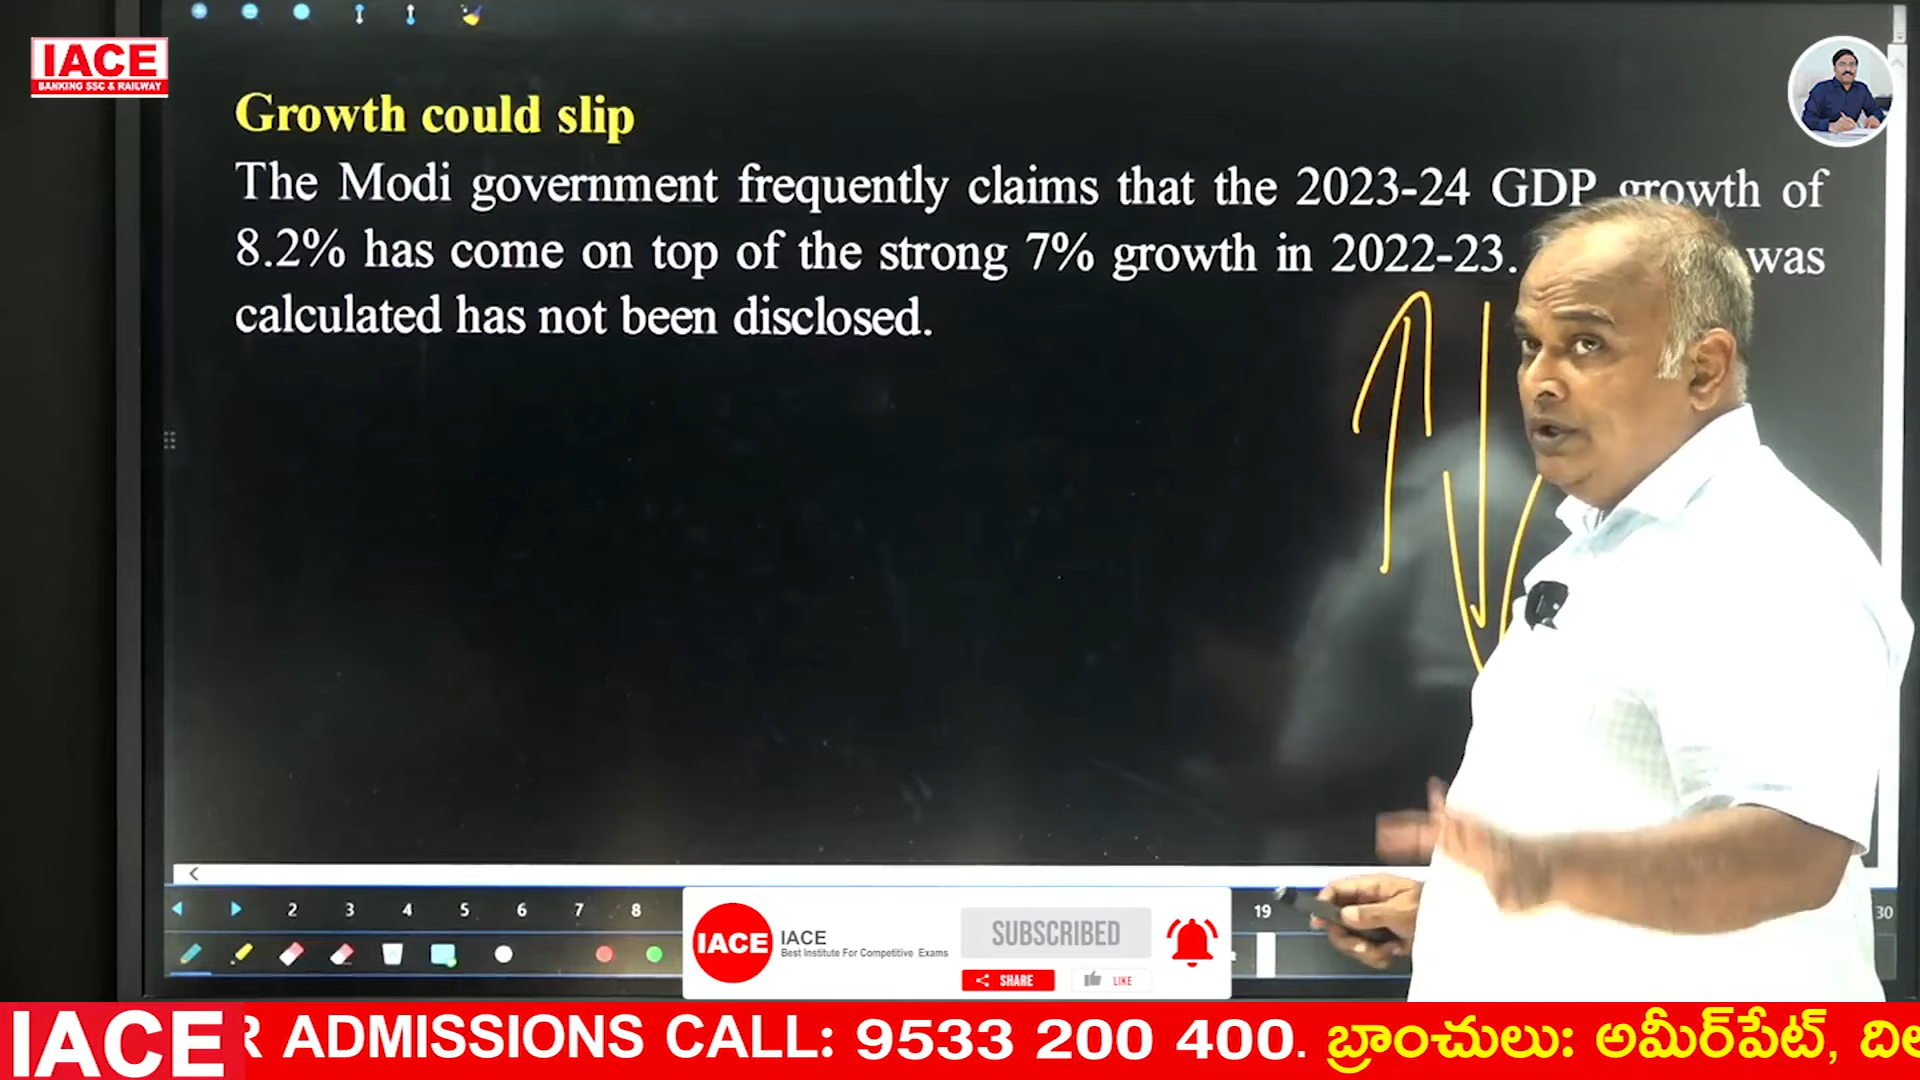 IACE
BANKING SSC & RAILWAY
Growth could slip
The Modi government frequently claims that the 2023-24 GDP growth of
8.2% has come on top of the strong 7% growth in 2022-23. was
calculated has not been disclosed.
2 3 4 5 6 7 8 19 30
IACE
IACE
Best Institute For Competitive Exams
SUBSCRIBED
SHARE
LIKE
IACE R ADMISSIONS CALL: 9533 200 400. బ్రాంచులు: అమీర్‌పేట్,